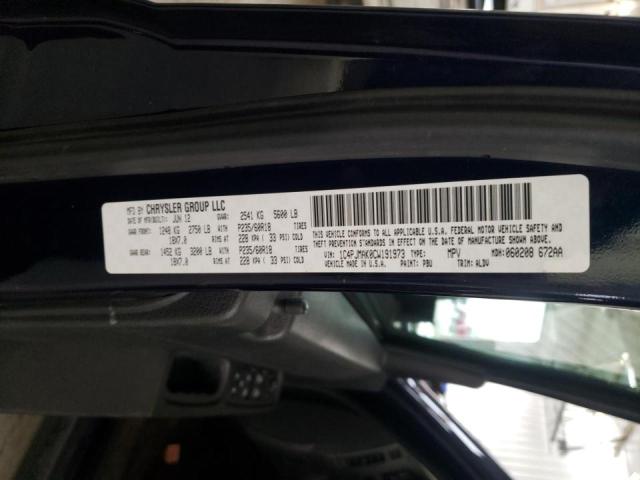 MFD BY CHRYSLER GROUP LLC
DATE OF MFR(BUILT): JUN 12 GVWR: 2541 KG 5600 LB
GAWR FRONT: 1248 KG 2750 LB WITH P235/60R18 TIRES
18X7.0 RIMS AT 228 KPA ( 33 PSI) COLD
GAWR REAR: 1452 KG 3200 LB WITH P235/60R18 TIRES
18X7.0 RIMS AT 228 KPA ( 33 PSI) COLD
THIS VEHICLE CONFORMS TO ALL APPLICABLE U.S.A. FEDERAL MOTOR VEHICLE SAFETY AND
THEFT PREVENTION STANDARDS IN EFFECT ON THE DATE OF MANUFACTURE SHOWN ABOVE.
VIN: 1C4PJMAK0CW191973 TYPE: MPV MDH: 060208 672AA
VEHICLE MADE IN U.S.A. PAINT: PBU TRIM: ALDV